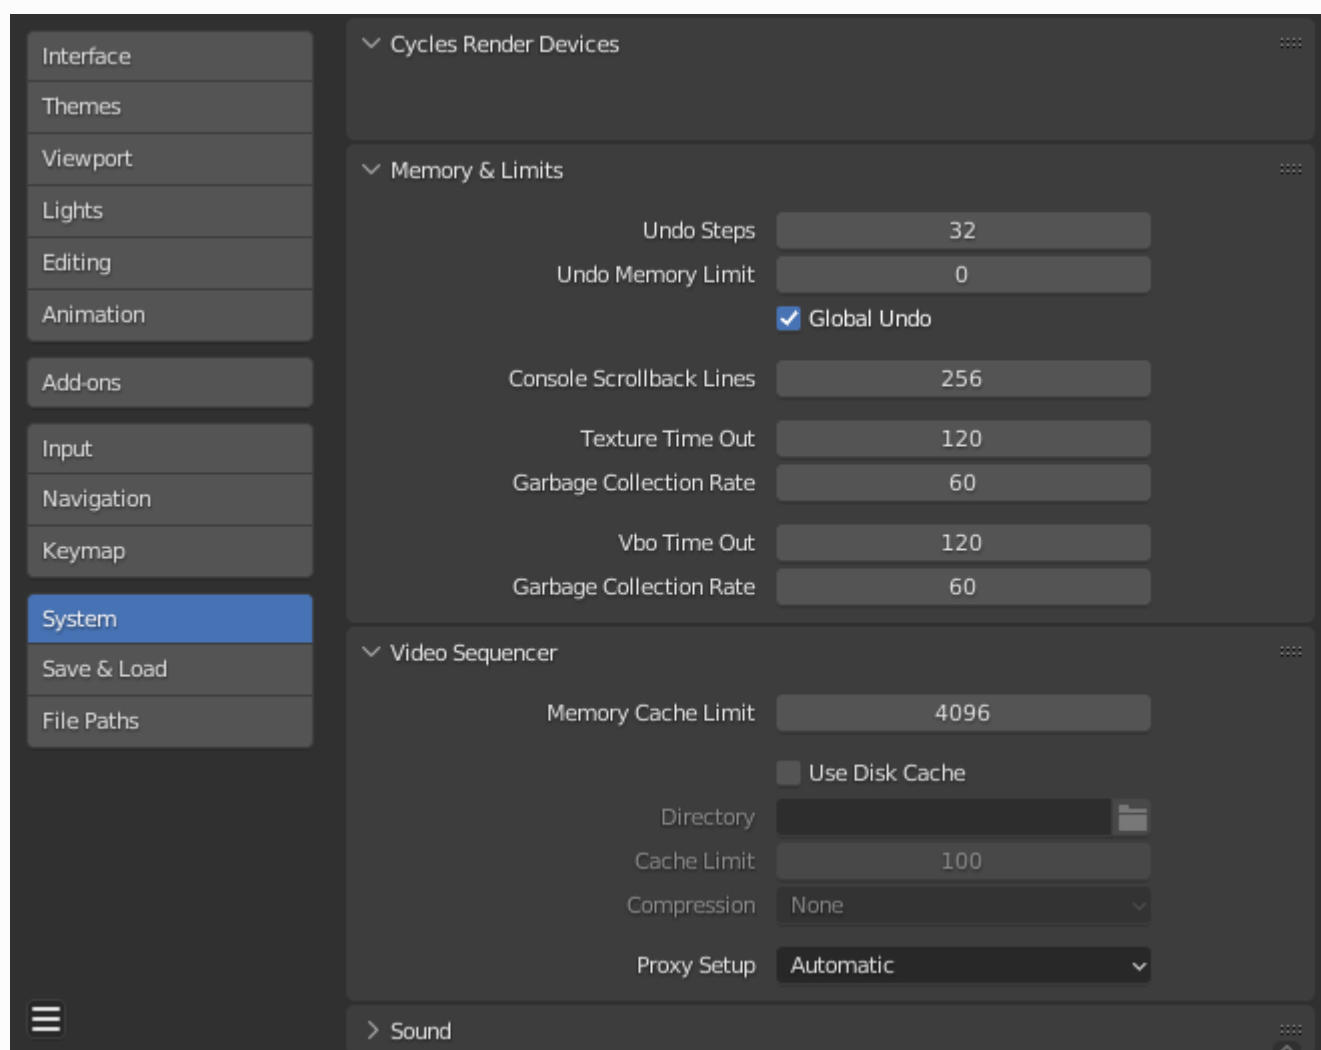 Interface
Themes
Viewport
Lights
Editing
Animation
Add-ons
Input
Navigation
Keymap
System
Save & Load
File Paths
Cycles Render Devices
Memory & Limits
Undo Steps 32
Undo Memory Limit 0
Global Undo
Console Scrollback Lines 256
Texture Time Out 120
Garbage Collection Rate 60
Vbo Time Out 120
Garbage Collection Rate 60
Video Sequencer
Memory Cache Limit 4096
Use Disk Cache
Directory
Cache Limit 100
Compression None
Proxy Setup Automatic
Sound